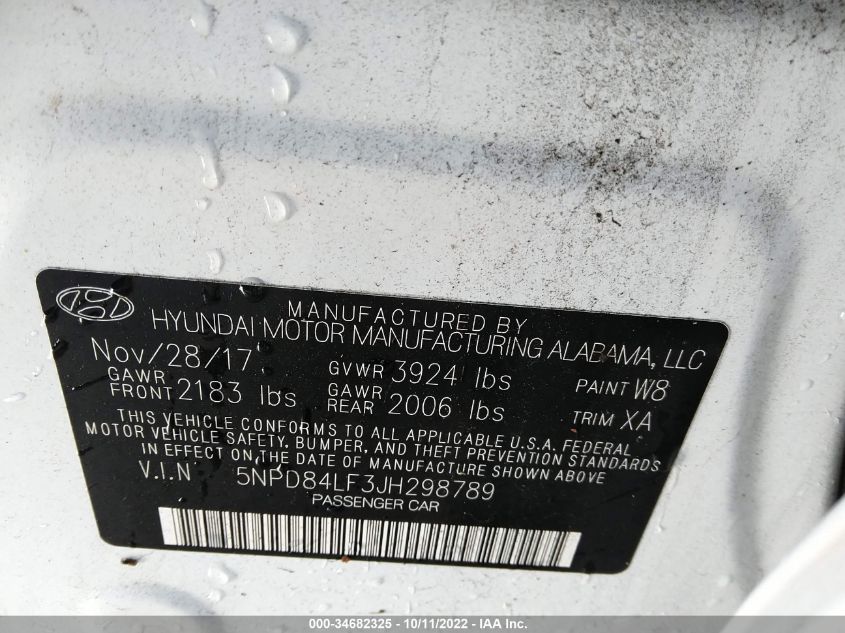 MANUFACTURED BY
HYUNDAI MOTOR MANUFACTURING ALABAMA, LLC
Nov/28/17 GVWR 3924 lbs PAINT W8
GAWR FRONT 2183 lbs GAWR REAR 2006 lbs TRIM XA
THIS VEHICLE CONFORMS TO ALL APPLICABLE U.S.A. FEDERAL
MOTOR VEHICLE SAFETY, BUMPER, AND THEFT PREVENTION STANDARDS
IN EFFECT ON THE DATE OF MANUFACTURE SHOWN ABOVE
V.I.N 5NPD84LF3JH298789
PASSENGER CAR
000-34682325 - 10/11/2022 - IAA Inc.